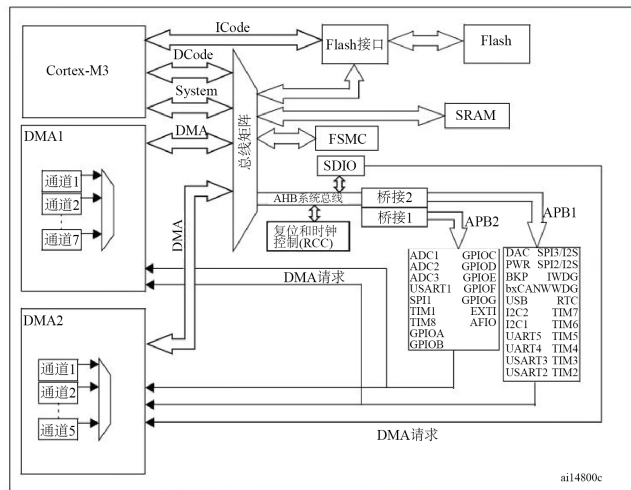 ICode
Cortex-M3
Flash接口
Flash
DCode
System
SRAM
DMA1
DMA
总线矩阵
FSMC
SDIO
通道1
通道2
通道7
AHB系统总线
桥接2
桥接1
APB2
APB1
DMA
复位和时钟
控制(RCC)
ADC1 GPIOC
ADC2 GPIOD
ADC3 GPIOE
USART1 GPIOF
SPI1 GPIOG
TIM1 EXTI
TIM8 AFIO
GPIOA
GPIOB
DAC SPI3/I2S
PWR SPI2/I2S
BKP IWDG
bxCANWWDG
USB RTC
I2C2 TIM7
I2C1 TIM6
UART5 TIM5
UART4 TIM4
USART3 TIM3
USART2 TIM2
DMA请求
DMA2
通道1
通道2
通道5
DMA请求
ai14800c